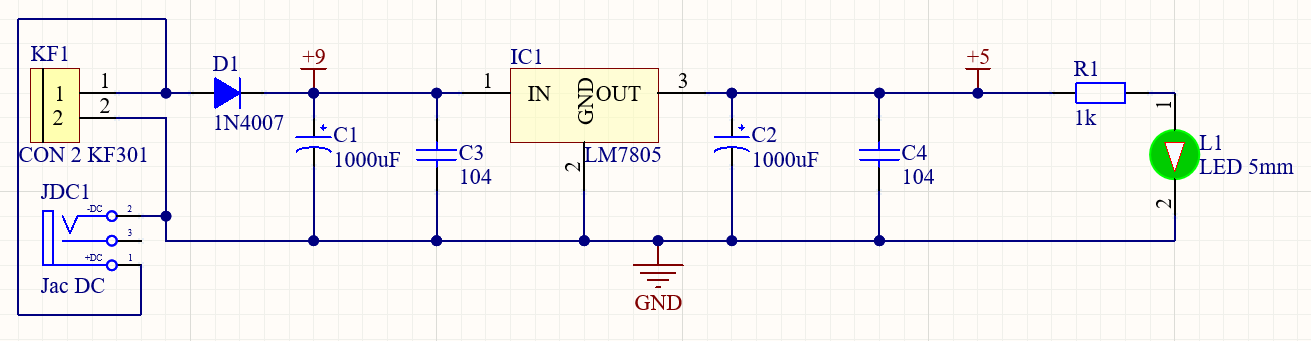 KF1
1
2
1
2
CON 2 KF301
JDC1
-DC
2
3
+DC
1
Jac DC
D1
1N4007
+9
C1
1000uF
C3
104
IC1
1
IN
GND
OUT
3
2
LM7805
GND
C2
1000uF
C4
104
+5
R1
1k
1
L1
LED 5mm
2